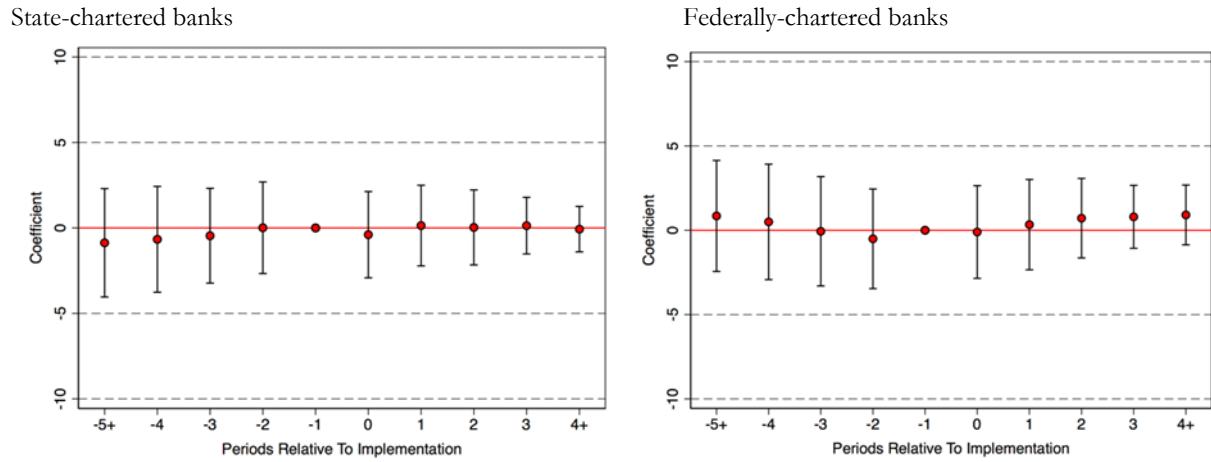 State-chartered banks
Federally-chartered banks
10
5
0
-5
-10
Coefficient
-5+ -4 -3 -2 -1 0 1 2 3 4+
Periods Relative To Implementation
10
5
0
-5
-10
Coefficient
-5+ -4 -3 -2 -1 0 1 2 3 4+
Periods Relative To Implementation